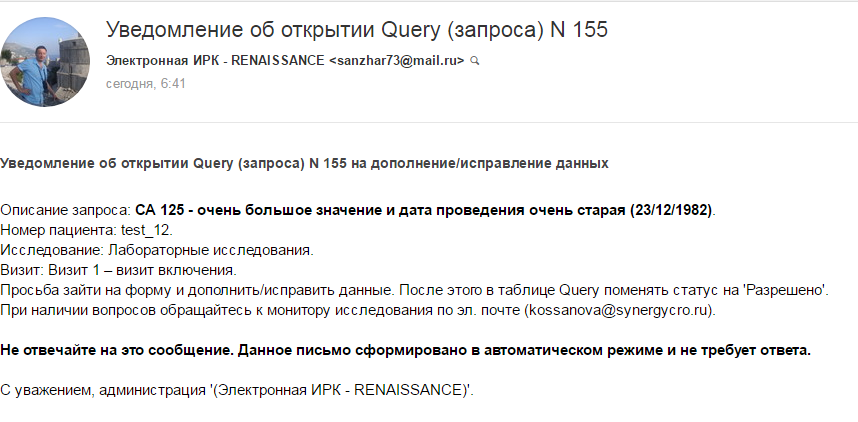 Уведомление об открытии Query (запроса) N 155
Электронная ИРК - RENAISSANCE <sanzhar73@mail.ru>
сегодня, 6:41
Уведомление об открытии Query (запроса) N 155 на дополнение/исправление данных
Описание запроса: СА 125 - очень большое значение и дата проведения очень старая (23/12/1982).
Номер пациента: test_12.
Исследование: Лабораторные исследования.
Визит: Визит 1 – визит включения.
Просьба зайти на форму и дополнить/исправить данные. После этого в таблице Query поменять статус на 'Разрешено'.
При наличии вопросов обращайтесь к монитору исследования по эл. почте (kossanova@synergycro.ru).
Не отвечайте на это сообщение. Данное письмо сформировано в автоматическом режиме и не требует ответа.
С уважением, администрация '(Электронная ИРК - RENAISSANCE)'.